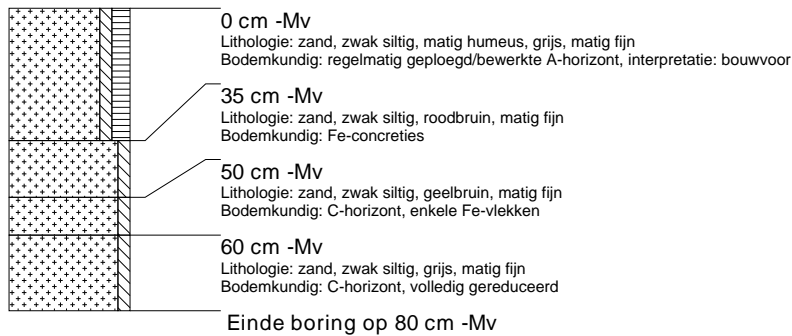 0 cm -Mv
Lithologie: zand, zwak siltig, matig humeus, grijs, matig fijn
Bodemkundig: regelmatig geploegd/bewerkte A-horizont, interpretatie: bouwvoor
35 cm -Mv
Lithologie: zand, zwak siltig, roodbruin, matig fijn
Bodemkundig: Fe-concreties
50 cm -Mv
Lithologie: zand, zwak siltig, geelbruin, matig fijn
Bodemkundig: C-horizont, enkele Fe-vlekken
60 cm -Mv
Lithologie: zand, zwak siltig, grijs, matig fijn
Bodemkundig: C-horizont, volledig gereduceerd
Einde boring op 80 cm -Mv